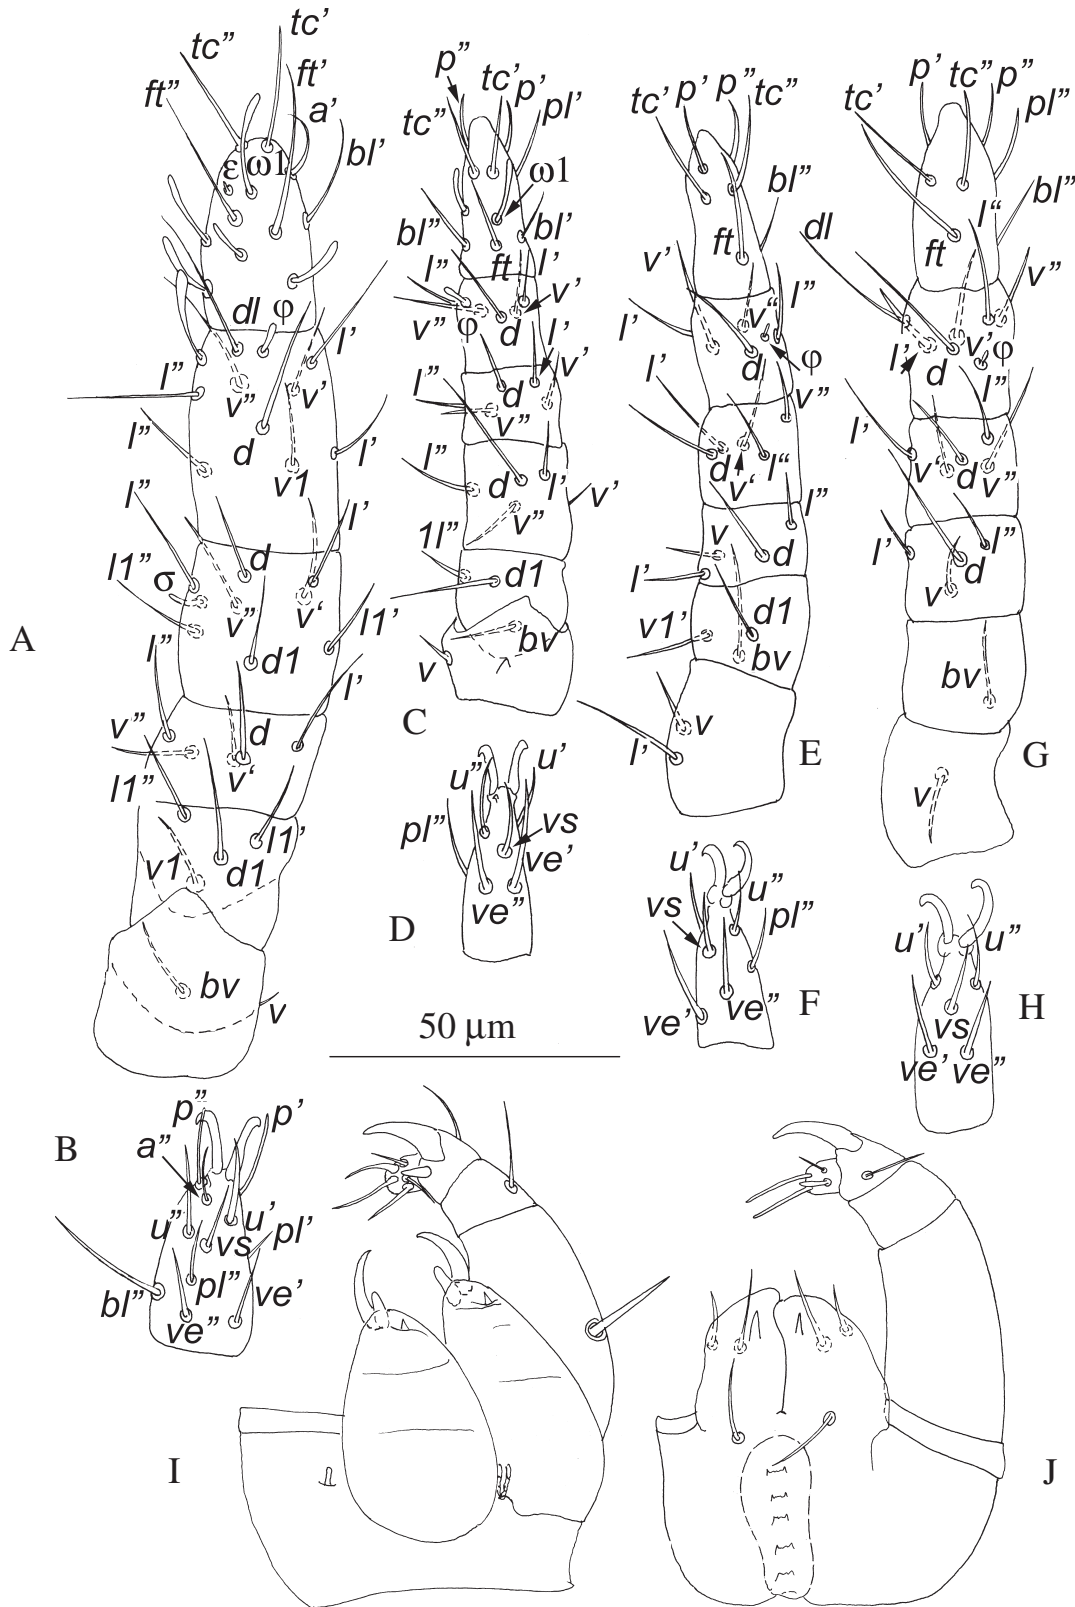 tc” tc’
ft” ft’
a’
bl’
ε ω1
dl φ
l’
l”
v” v’
d
l” l’
v1
l” l’
l1”
σ
d
v” v‘
l1’
d1
l”
l’
v” d
v‘
l1”
l1’
v1 d1
bv
v
A
p”
tc’ p’
tc” pl’
ω1
bl” bl’
ft
l” l’
v’
v” φ d
l’
v’
l” d
v”
l” d l’
v” v’
1l”
d1
bv
v
C
tc’ p’ p” tc”
bl”
ft
v’
v“ l”
l’ d φ
l’
v”
d v‘ l“
l”
v d
l’
d1
v1’
bv
v
l’
E
p’ tc” p”
tc’ pl”
bl”
l“
dl ft
v”
l’ v’ φ
d
l”
l’
v‘ d v”
l’ l”
d
v‘
bv
v
G
u” u’
pl” vs
ve’
ve”
D
u’
u”
vs pl”
ve’ ve”
F
u’ u”
vs
ve’ ve”
H
50 µm
B
p” p’
a”
u” u’
vs pl’
bl” pl” ve’
ve”
I
J